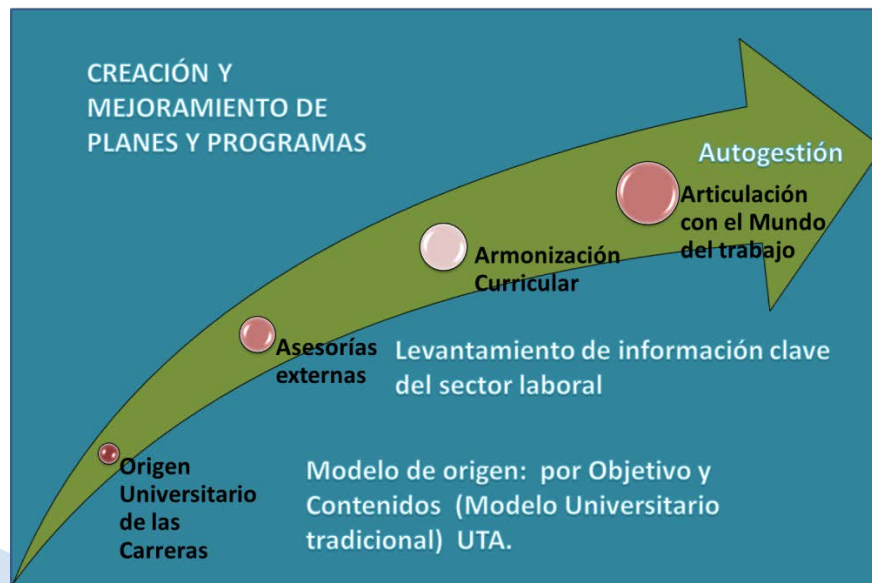 CREACIÓN Y
MEJORAMIENTO DE
PLANES Y PROGRAMAS
Autogestión
Articulación
con el Mundo
del trabajo
Armonización
Curricular
Asesorías
externas
Levantamiento de información clave
del sector laboral
Origen
Universitario
de las
Carreras
Modelo de origen: por Objetivo y
Contenidos (Modelo Universitario
tradicional) UTA.